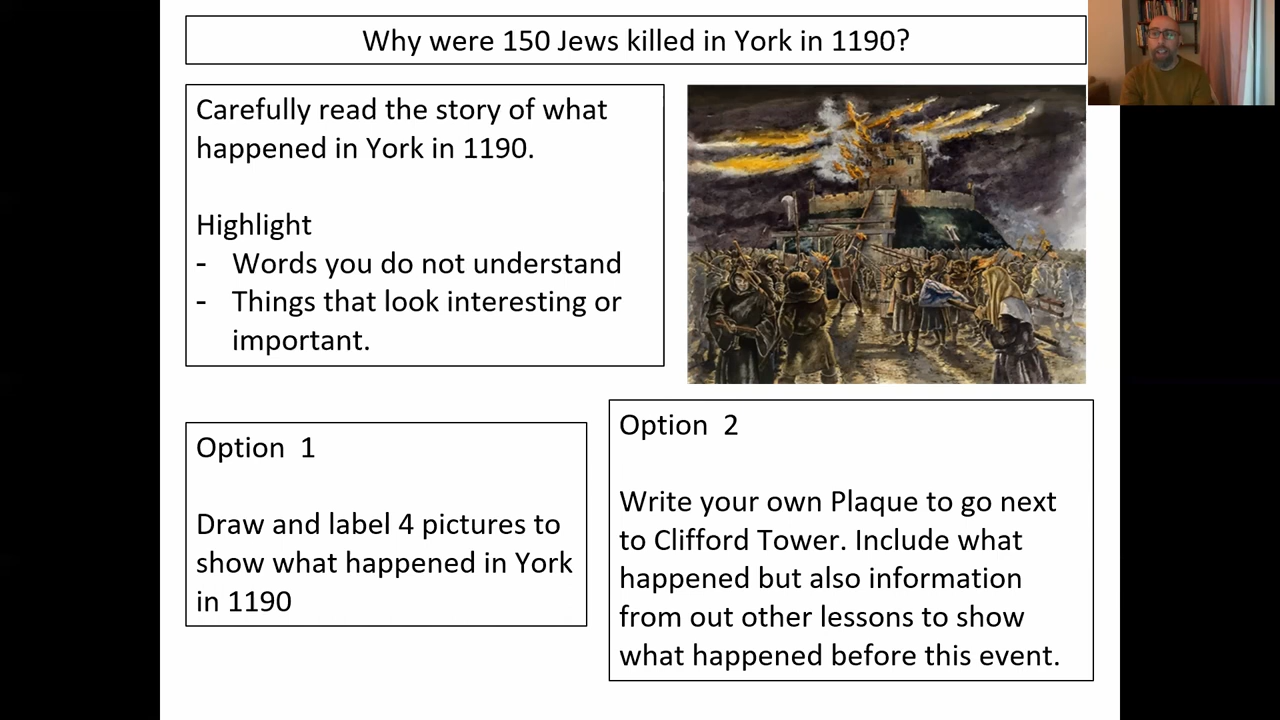 Why were 150 Jews killed in York in 1190?
Carefully read the story of what
happened in York in 1190.
Highlight
- Words you do not understand
- Things that look interesting or
important.
Option 1
Draw and label 4 pictures to
show what happened in York
in 1190
Option 2
Write your own Plaque to go next
to Clifford Tower. Include what
happened but also information
from out other lessons to show
what happened before this event.